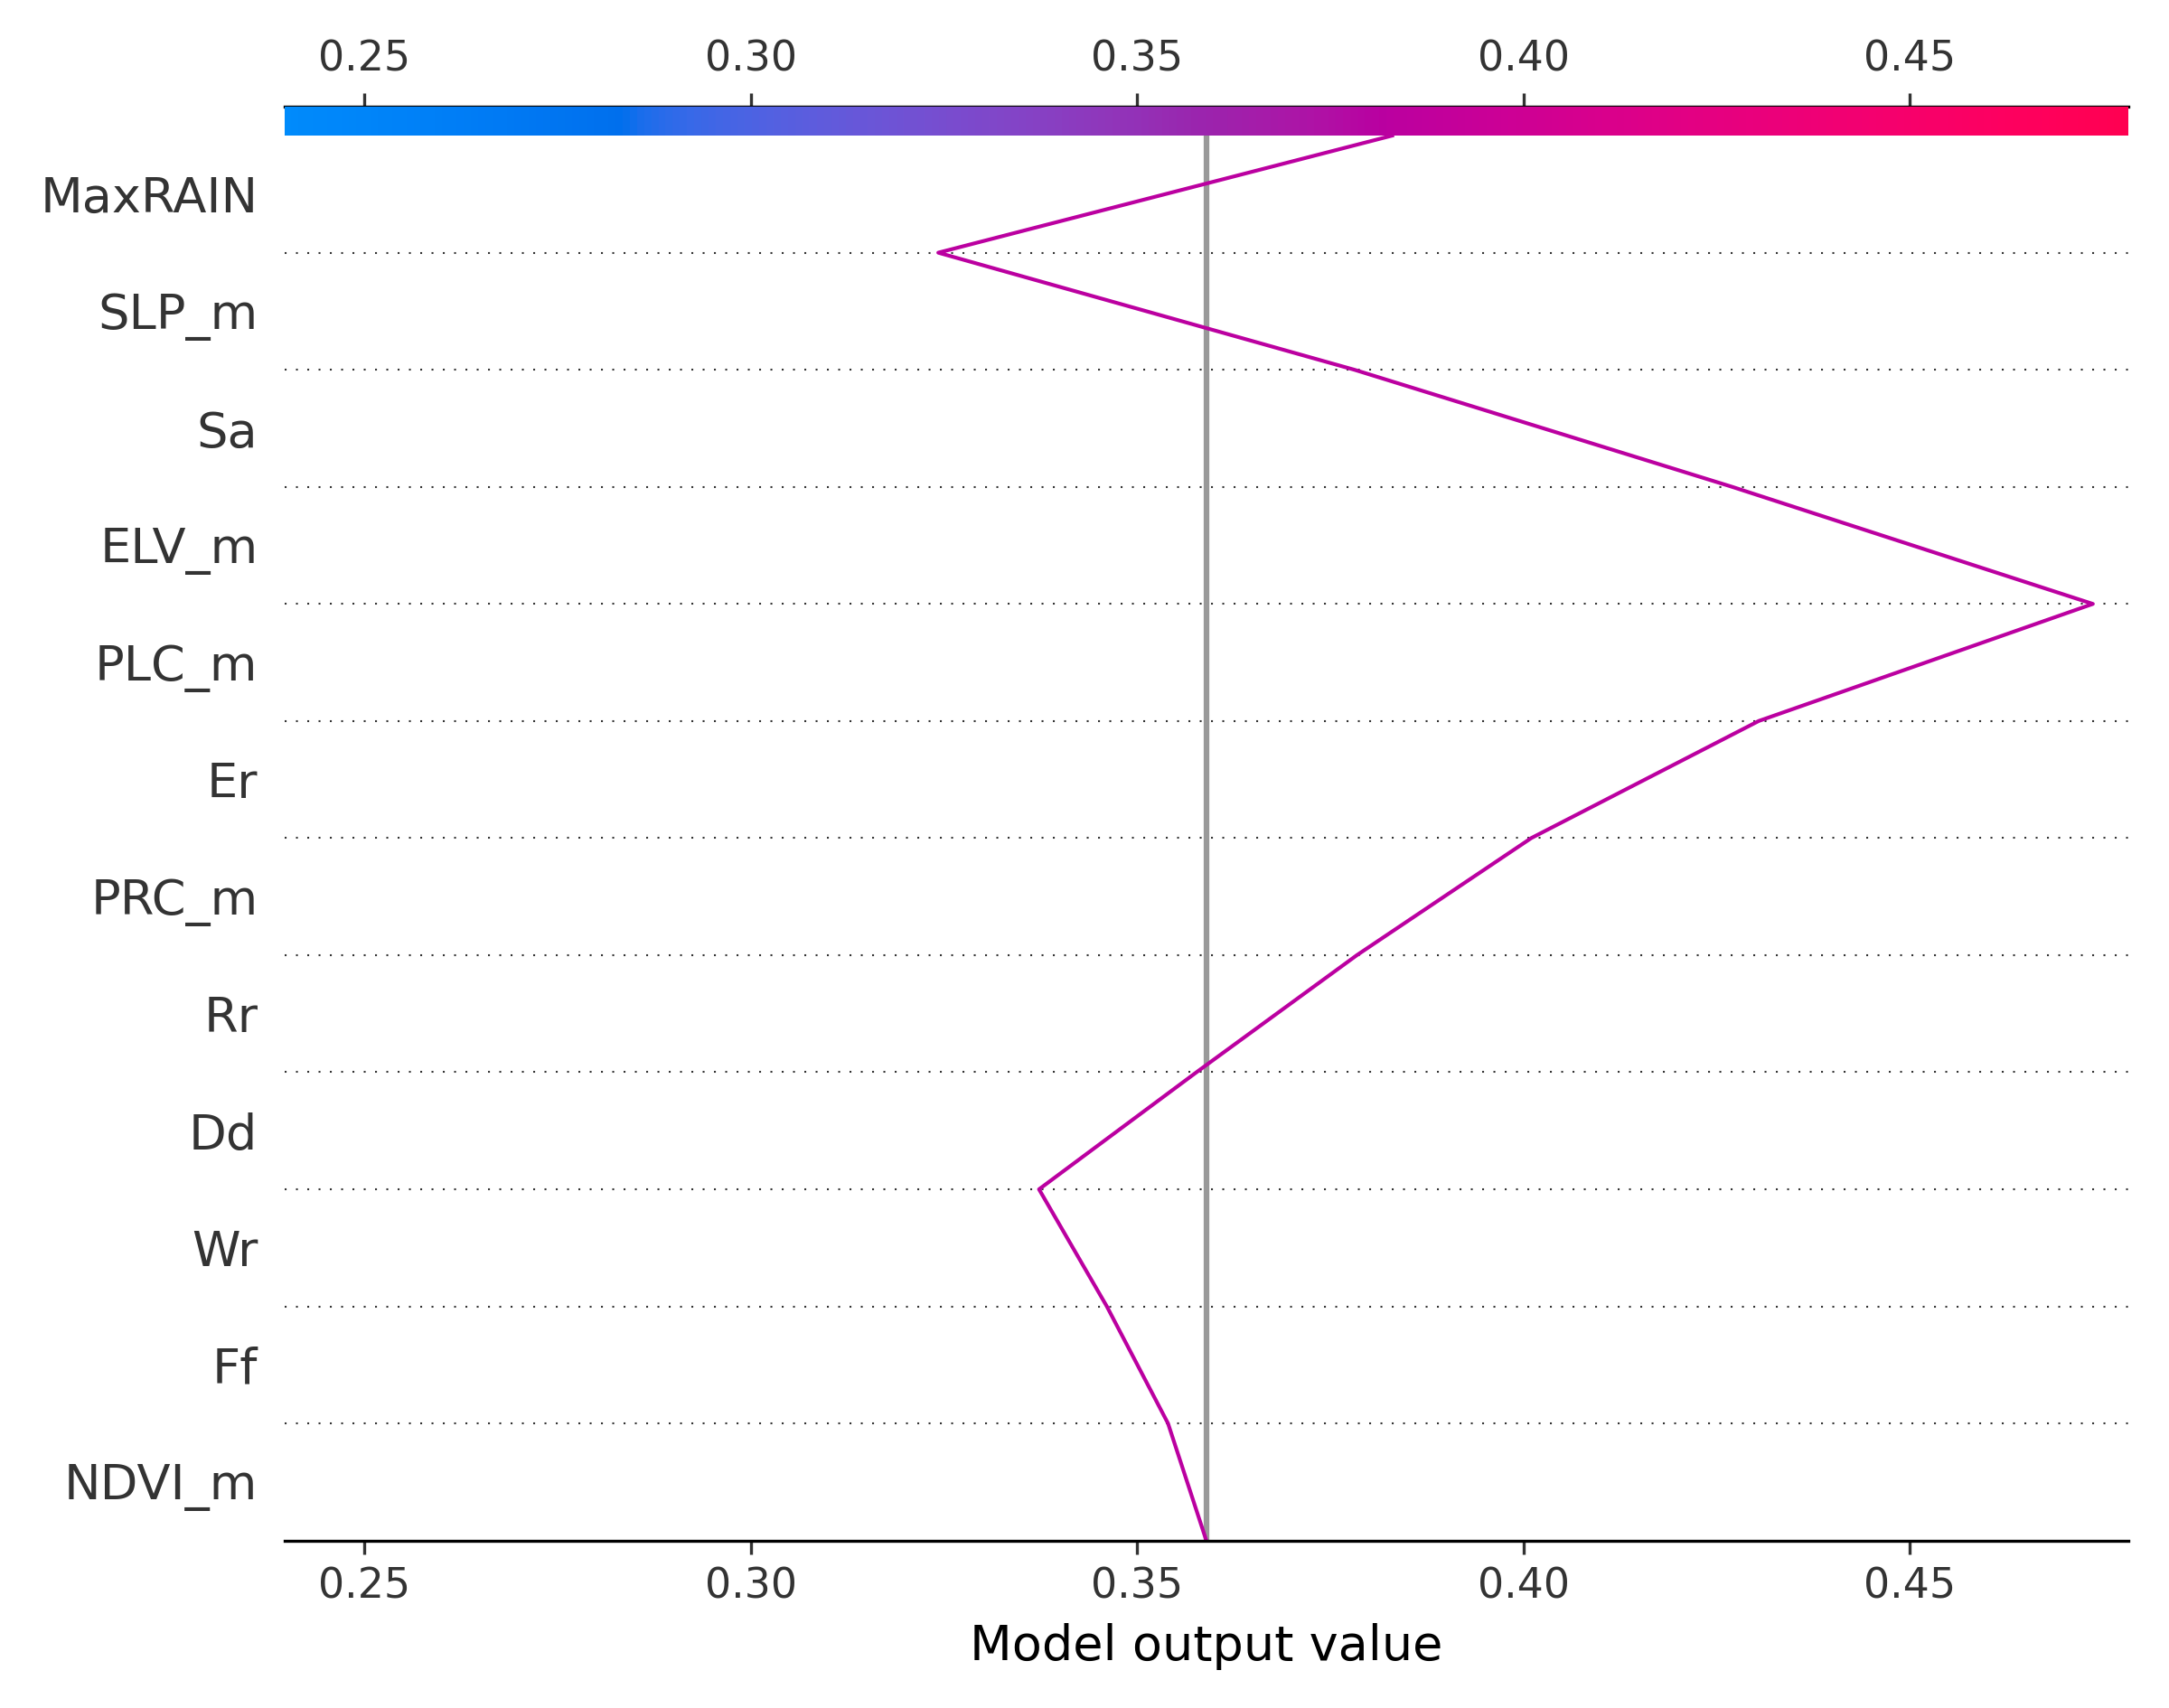 0.25 0.30 0.35 0.40 0.45
MaxRAIN
SLP_m
Sa
ELV_m
PLC_m
Er
PRC_m
Rr
Dd
Wr
Ff
NDVI_m
0.25 0.30 0.35 0.40 0.45
Model output value